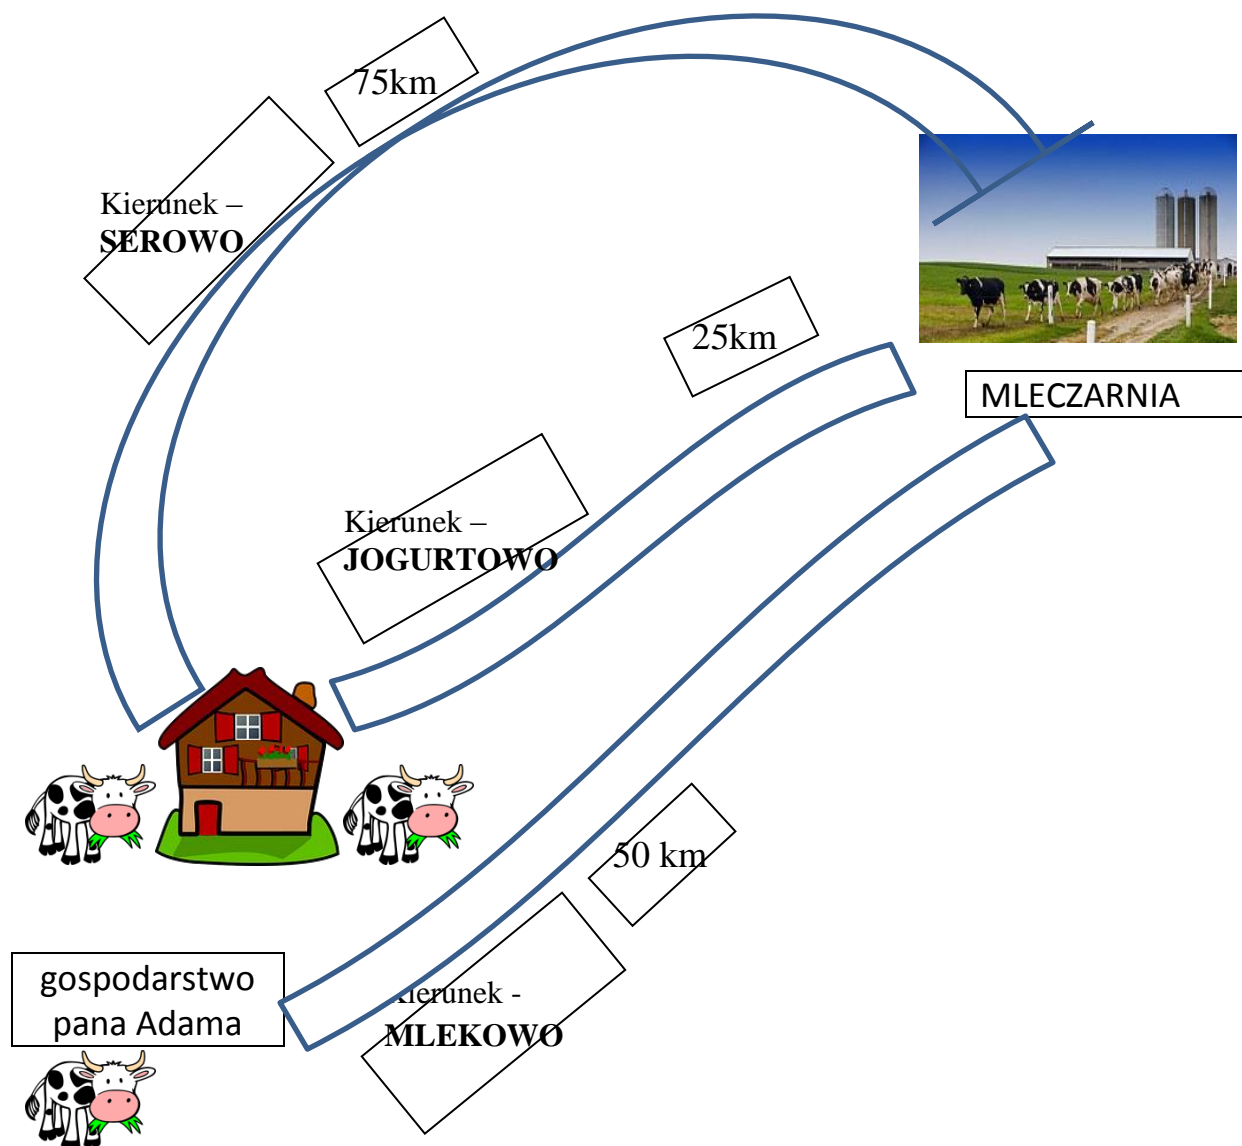 75km
Kierunek –
SEROWO
25km
MLECZARNIA
Kierunek –
JOGURTOWO
50 km
gospodarstwo
pana Adama
Kierunek -
MLEKOWO